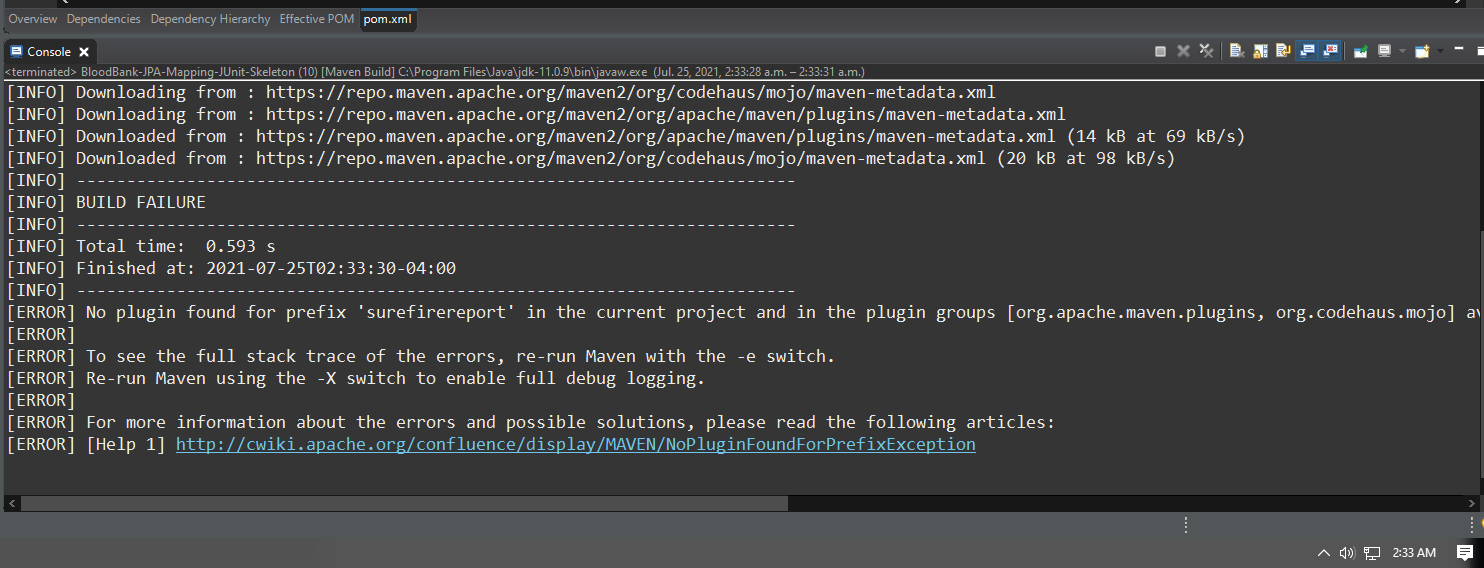 Overview Dependencies Dependency Hierarchy Effective POM pom.xml
Console
<terminated> BloodBank-JPA-Mapping-JUnit-Skeleton (10) [Maven Build] C:\Program Files\Java\jdk-11.0.9\bin\javaw.exe (Jul. 25, 2021, 2:33:28 a.m. – 2:33:31 a.m.)
[INFO] Downloading from : https://repo.maven.apache.org/maven2/org/codehaus/mojo/maven-metadata.xml
[INFO] Downloading from : https://repo.maven.apache.org/maven2/org/apache/maven/plugins/maven-metadata.xml
[INFO] Downloaded from : https://repo.maven.apache.org/maven2/org/apache/maven/plugins/maven-metadata.xml (14 kB at 69 kB/s)
[INFO] Downloaded from : https://repo.maven.apache.org/maven2/org/codehaus/mojo/maven-metadata.xml (20 kB at 98 kB/s)
[INFO] ------------------------------------------------------------------------
[INFO] BUILD FAILURE
[INFO] ------------------------------------------------------------------------
[INFO] Total time:  0.593 s
[INFO] Finished at: 2021-07-25T02:33:30-04:00
[INFO] ------------------------------------------------------------------------
[ERROR] No plugin found for prefix 'surefirereport' in the current project and in the plugin groups [org.apache.maven.plugins, org.codehaus.mojo] av
[ERROR]
[ERROR] To see the full stack trace of the errors, re-run Maven with the -e switch.
[ERROR] Re-run Maven using the -X switch to enable full debug logging.
[ERROR]
[ERROR] For more information about the errors and possible solutions, please read the following articles:
[ERROR] [Help 1] http://cwiki.apache.org/confluence/display/MAVEN/NoPluginFoundForPrefixException
2:33 AM